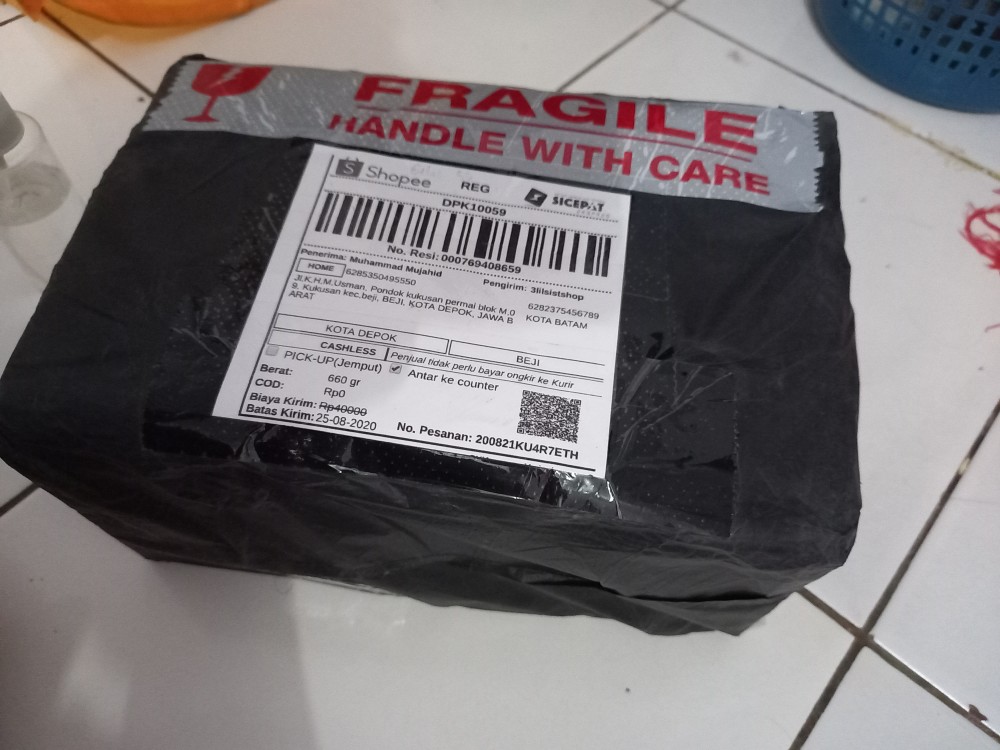 FRAGILE
HANDLE WITH CARE
Shopee
REG
SICEPAT
DPK10059
No. Resi: 000769408659
Penerima: Muhammad Mujahid
Pengirim: 3lilsistshop
HOME 6285350495550
6282375456789
Jl.K.H.M.Usman, Pondok kukusan permai blok M.0
9, Kukusan kec.beji, BEJI, KOTA DEPOK, JAWA B
ARAT
KOTA BATAM
KOTA DEPOK
BEJI
CASHLESS Penjual tidak perlu bayar ongkir ke Kurir
PICK-UP(Jemput) Antar ke counter
Berat: 660 gr
COD: Rp0
Biaya Kirim: Rp40000
Batas Kirim: 25-08-2020
No. Pesanan: 200821KU4R7ETH